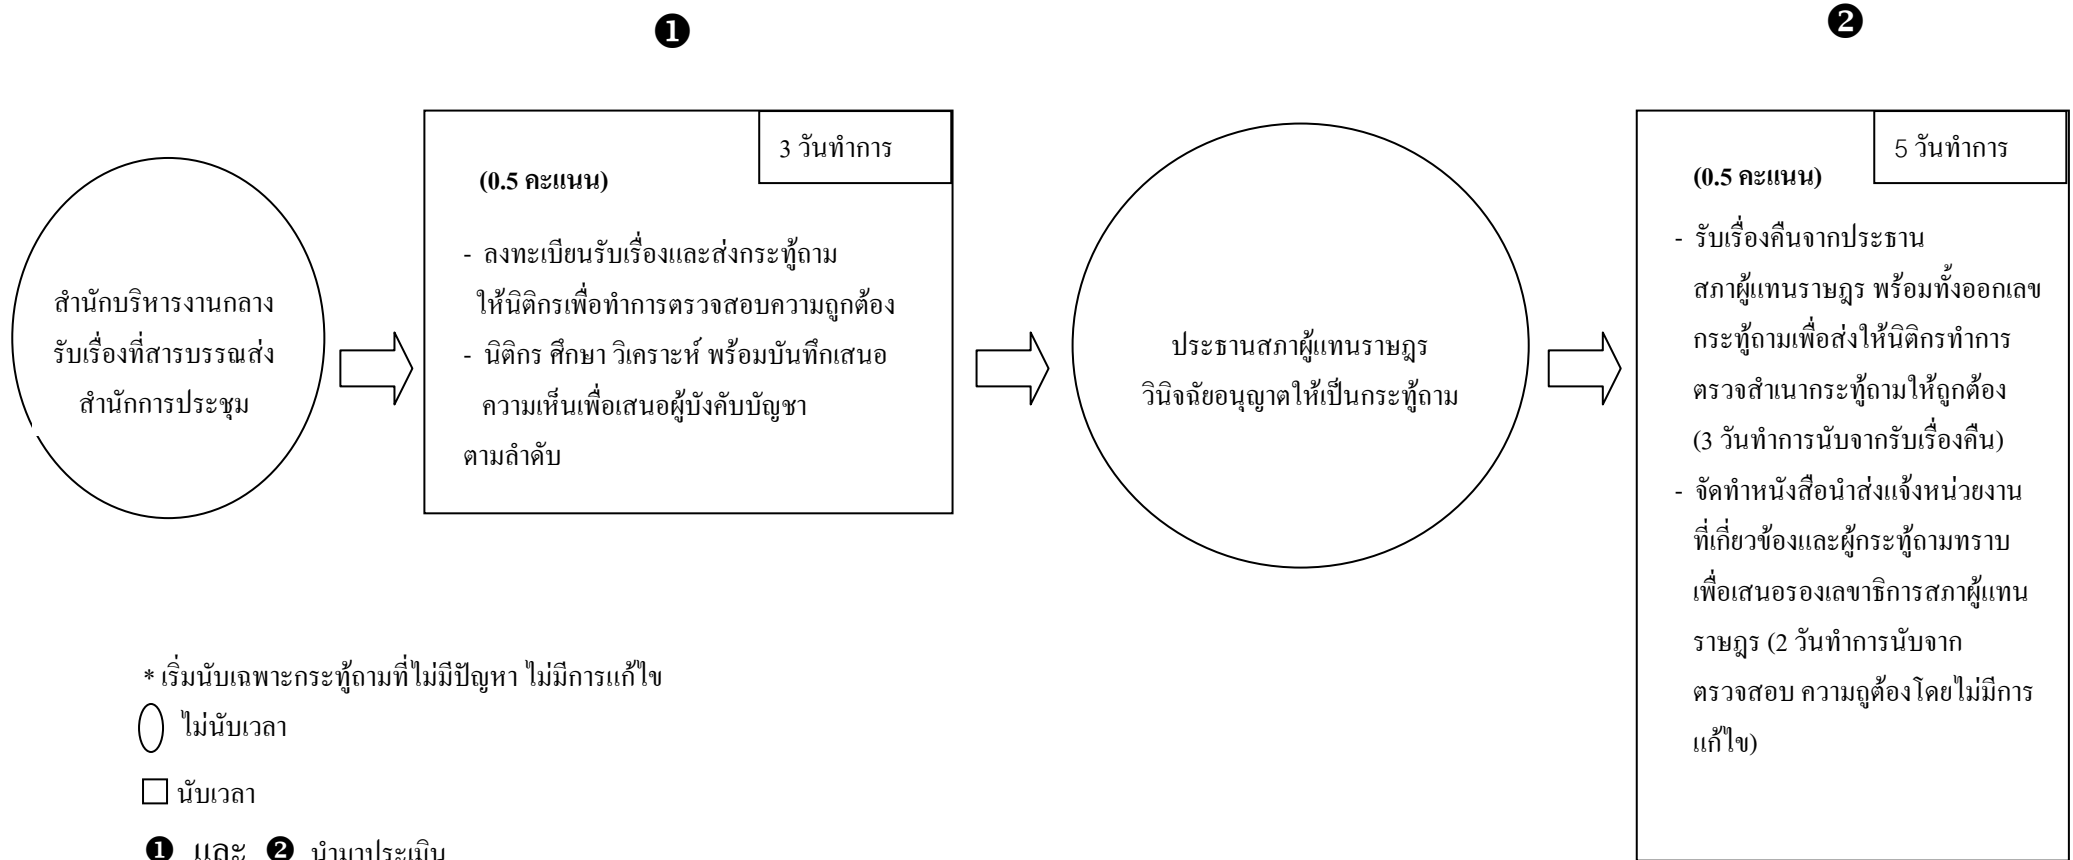 ❶
❷
สำนักบริหารงานกลาง
รับเรื่องที่สารบรรณส่ง
สำนักการประชุม
3 วันทำการ
(0.5 คะแนน)
- ลงทะเบียนรับเรื่องและส่งกระทู้ถาม
ให้นิติกรเพื่อทำการตรวจสอบความถูกต้อง
- นิติกร ศึกษา วิเคราะห์ พร้อมบันทึกเสนอ
ความเห็นเพื่อเสนอผู้บังคับบัญชา
ตามลำดับ
ประธานสภาผู้แทนราษฎร
วินิจฉัยอนุญาตให้เป็นกระทู้ถาม
5 วันทำการ
(0.5 คะแนน)
- รับเรื่องคืนจากประธาน
สภาผู้แทนราษฎร พร้อมทั้งออกเลข
กระทู้ถามเพื่อส่งให้นิติกรทำการ
ตรวจสำเนากระทู้ถามให้ถูกต้อง
(3 วันทำการนับจากรับเรื่องคืน)
- จัดทำหนังสือนำส่งแจ้งหน่วยงาน
ที่เกี่ยวข้องและผู้กระทู้ถามทราบ
เพื่อเสนอรองเลขาธิการสภาผู้แทน
ราษฎร (2 วันทำการนับจาก
ตรวจสอบ ความถูต้องโดยไม่มีการ
แก้ไข)
* เริ่มนับเฉพาะกระทู้ถามที่ไม่มีปัญหา ไม่มีการแก้ไข
ไม่นับเวลา
นับเวลา
❶ และ ❷ นำมาประเมิน